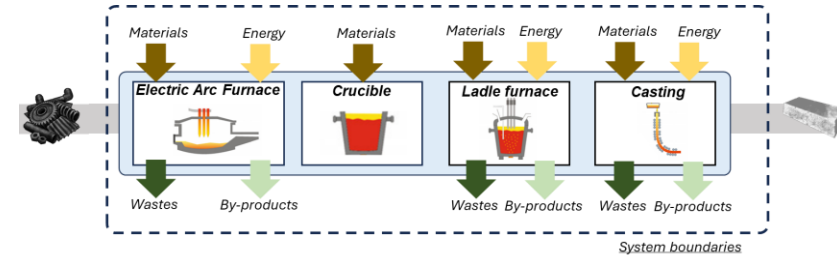 Materials Energy Materials Materials Energy Materials Energy
Electric Arc Furnace Crucible Ladle furnace Casting
Wastes By-products Wastes By-products Wastes By-products
System boundaries